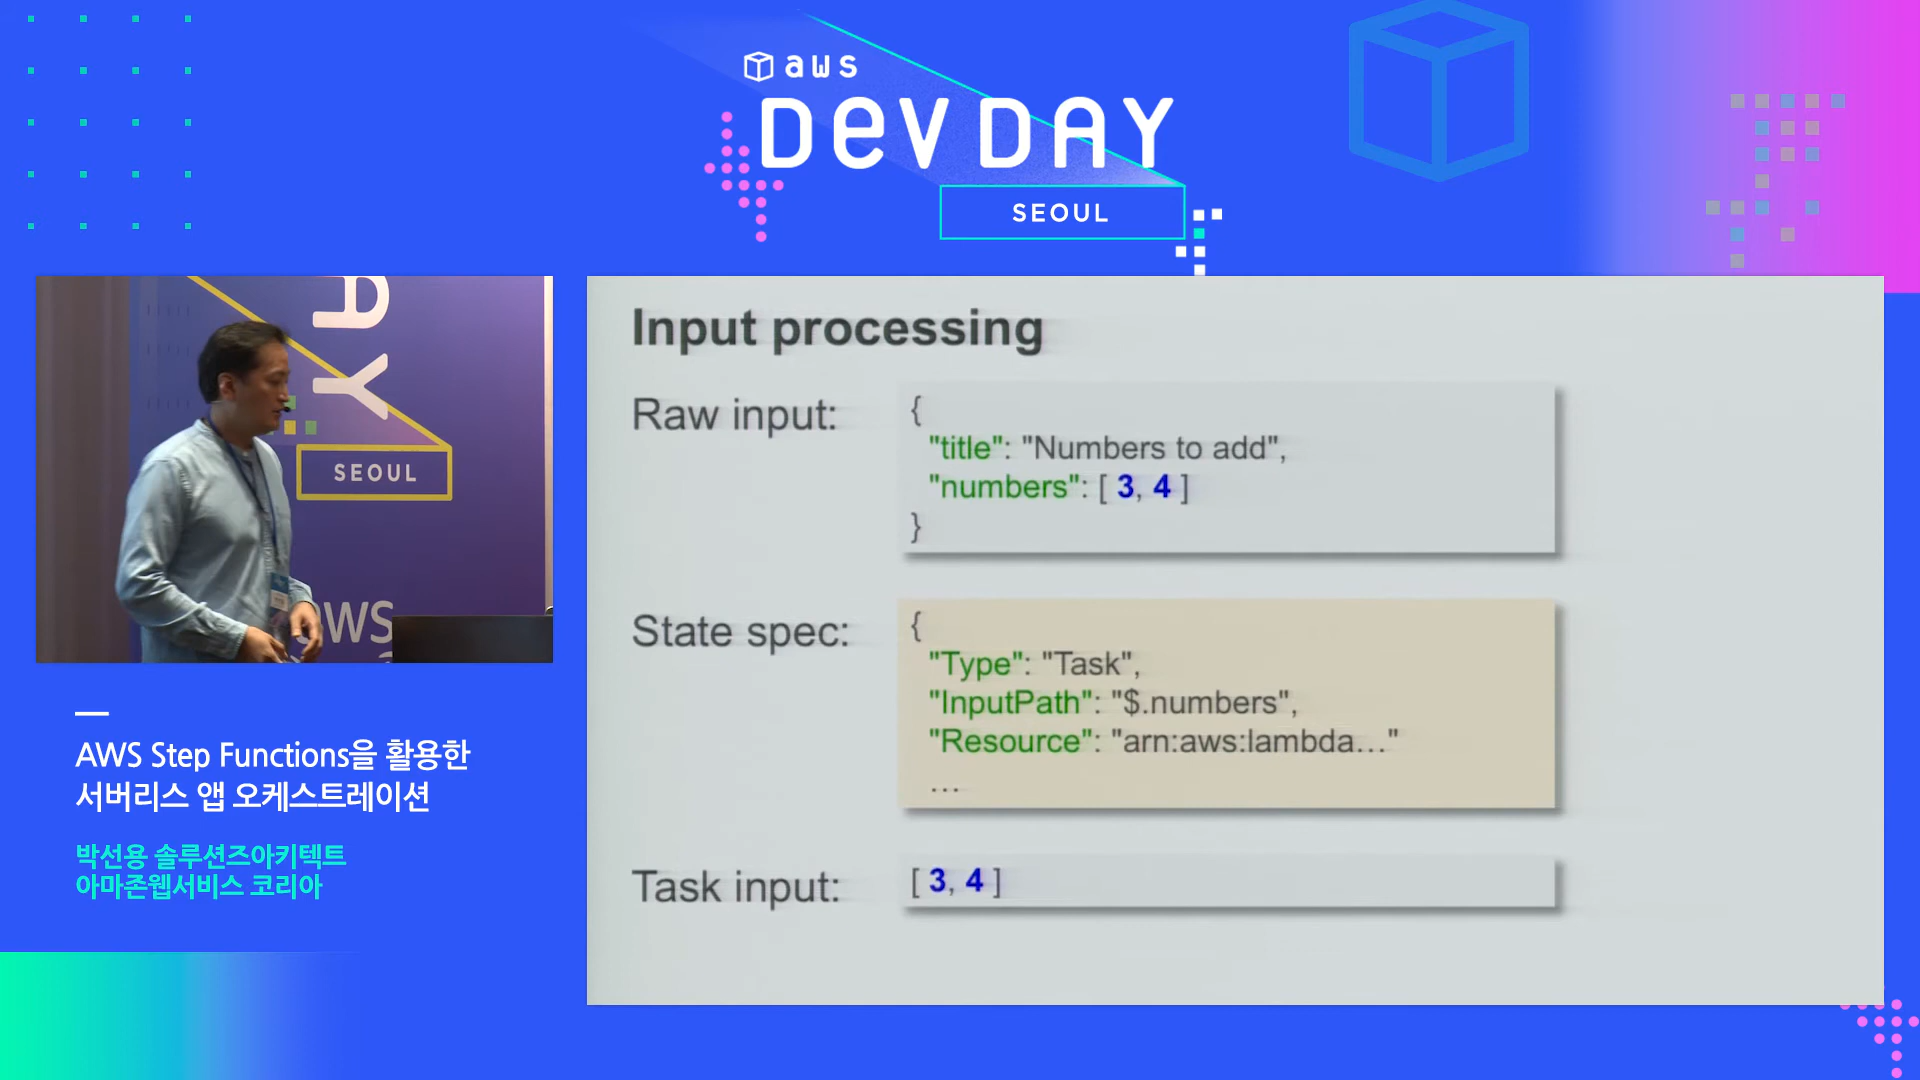 aws
DEV DAY
SEOUL
AY
SEOUL
aws
AWS Step Functions을 활용한
서버리스 앱 오케스트레이션
박선용 솔루션즈아키텍트
아마존웹서비스 코리아
Input processing
Raw input:
{
"title": "Numbers to add",
"numbers": [ 3, 4 ]
}
State spec:
{
"Type": "Task",
"InputPath": "$.numbers",
"Resource": "arn:aws:lambda…"
…
Task input:
[ 3, 4 ]